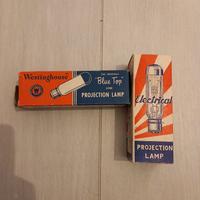 Westinghouse
W
Blue Top
PROJECTION LAMP
Electrical
PROJECTION
LAMP